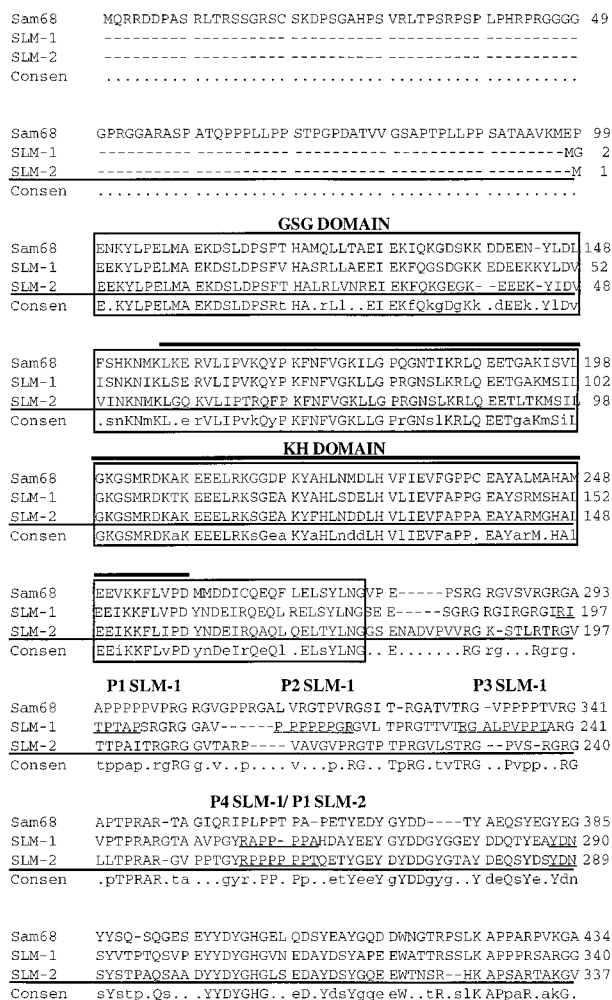 Sam68 MQRRDDPAS RLTRSSGRSC SKDPSGAHPS VRLTPSRPSP LPHRPRGGGG 49
SLM-1 --------- ---------- ---------- ---------- ----------
SLM-2 --------- ---------- ---------- ---------- ----------
Consen ......... .......... .......... .......... ..........
Sam68 GPRGGARASP ATQPPPLLPP STPGPDATVV GSAPTPLLPP SATAAVKMEP 99
SLM-1 ---------- ---------- ---------- ---------- --------MG 2
SLM-2 ---------- ---------- ---------- ---------- ---------M 1
Consen .......... .......... .......... .......... ..........
GSG DOMAIN
Sam68 ENKYLPELMA EKDSLDPSFT HAMQLLTAEI EKIQKGDSKK DDEEN-YLDL 148
SLM-1 EEKYLPELMA EKDSLDPSFV HASRLLAEEI EKFQGSDGKK EDEEKKYLDV 52
SLM-2 EEKYLPELMA EKDSLDPSFT HALRLVNREI EKFQKGEGK- -EEEK-YIDV 48
Consen E.KYLPELMA EKDSLDPSRt HA.rLl..EI EKfQkgDgKk .dEEk.YlDv
Sam68 FSHKNMKLKE RVLIPVKQYP KFNFVGKILG PQGNTIKRLQ EETGAKISVL 198
SLM-1 ISNKNIKLSE RVLIPVKQYP KFNFVGKLLG PRGNSLKRLQ EETGAKMSIL 102
SLM-2 VINKNMKLGQ KVLIPTRQFP KFNFVGKLLG PRGNSLKRLQ EETLTKMSIL 98
Consen .snKNmKL.e rVLIPvkQyP KFNFVGKlLG PrGNslKRLQ EETgaKmSiL
KH DOMAIN
Sam68 GKGSMRDKAK EEELRKGGDP KYAHLNMDLH VFIEVFGPPC EAYALMAHAM 248
SLM-1 GKGSMRDKTK EEELRKSGEA KYAHLSDELH VLIEVFAPPG EAYSRMSHAL 152
SLM-2 GKGSMRDKAK EEELRKSGEA KYFHLNDDLH VLIEVFAPPA EAYARMGHAL 148
Consen GKGSMRDKaK EEELRKsGea KYaHLnddLH VlIEVFaPP. EAYarM.HAl
Sam68 EEVKKFLVPD MMDDICQEQF LELSYLNGVP E-----PSRG RGVSVRGRGA 293
SLM-1 EEIKKFLVPD YNDEIRQEQL RELSYLNGSE E-----SGRG RGIRGRGIRI 197
SLM-2 EEIKKFLIPD YNDEIRQAQL QELTYLNGGS ENADVPVVRG K-STLRTRGV 197
Consen EEiKKFLvPD ynDeIrQeQl .ELsYLNG.. E.......RG rg..Rgrg.
P1 SLM-1 P2 SLM-1 P3 SLM-1
Sam68 APPPPPVPRG RGVGPPRGAL VRGTPVRGSI T-RGATVTRG -VPPPPTVRG 341
SLM-1 TPTAPSRGRG GAV------P PPPPPGRGVL TPRGTTVTRG ALPVPPIARG 241
SLM-2 TTPAITRGRG GVTARP---- VAVGVPRGTP TPRGVLSTRG --PVS-RGRG 240
Consen tppap.rgRG g.v..p.... .v...p.RG.. TpRG.tvTRG .Pvpp..RG
P4 SLM-1/ P1 SLM-2
Sam68 APTPRAR-TA GIQRIPLPPT PA-PETYEDY GYDD----TY AEQSYEGYEG 385
SLM-1 VPTPRARGTA AVPGYRAPPP-PPAHDAYEEY GYDDGYGGEY DDQTYEAYDN 290
SLM-2 LLTPRAR-GV PPTGYRPPPP PPTQETYGEY DYDDGYGTAY DEQSYDSYDN 289
Consen .pTPRAR.ta ...gyr.PP. Pp..etYeeY gYDDgyg..Y deQsYe.Ydn
Sam68 YYSQ-SQGES EYYDYGHGEL QDSYEAYGQD DWNGTRPSLK APPARPVKGA 434
SLM-1 SYVTPTQSVP EYYDYGHGVN EDAYDSYAPE EWATTRSSLK APPPRSARGG 340
SLM-2 SYSTPAQSAA DYYDYGHGLS EDAYDSYGQE EWTNSR--HK APSARTAKGV 337
Consen sYstp.Qs... YYDYGHG.. eD.YdsYgqe eW..tR.slK APpaR.akG.